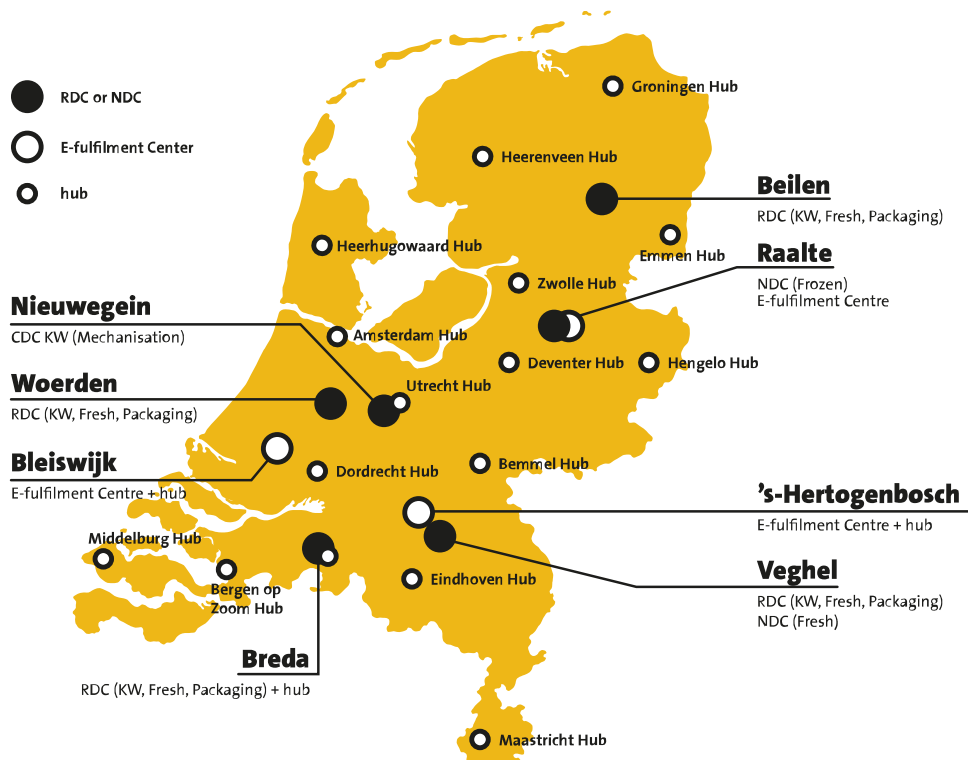 RDC or NDC
E-fulfilment Center
hub
Groningen Hub
Heerenveen Hub
Beilen
RDC (KW, Fresh, Packaging)
Heerhugowaard Hub
Emmen Hub
Raalte
NDC (Frozen)
E-fulfilment Centre
Zwolle Hub
Nieuwegein
CDC KW (Mechanisation)
Amsterdam Hub
Deventer Hub
Hengelo Hub
Woerden
RDC (KW, Fresh, Packaging)
Utrecht Hub
Bleiswijk
E-fulfilment Centre + hub
Dordrecht Hub
Bemmel Hub
’s-Hertogenbosch
E-fulfilment Centre + hub
Middelburg Hub
Bergen op
Zoom Hub
Eindhoven Hub
Veghel
RDC (KW, Fresh, Packaging)
NDC (Fresh)
Breda
RDC (KW, Fresh, Packaging) + hub
Maastricht Hub